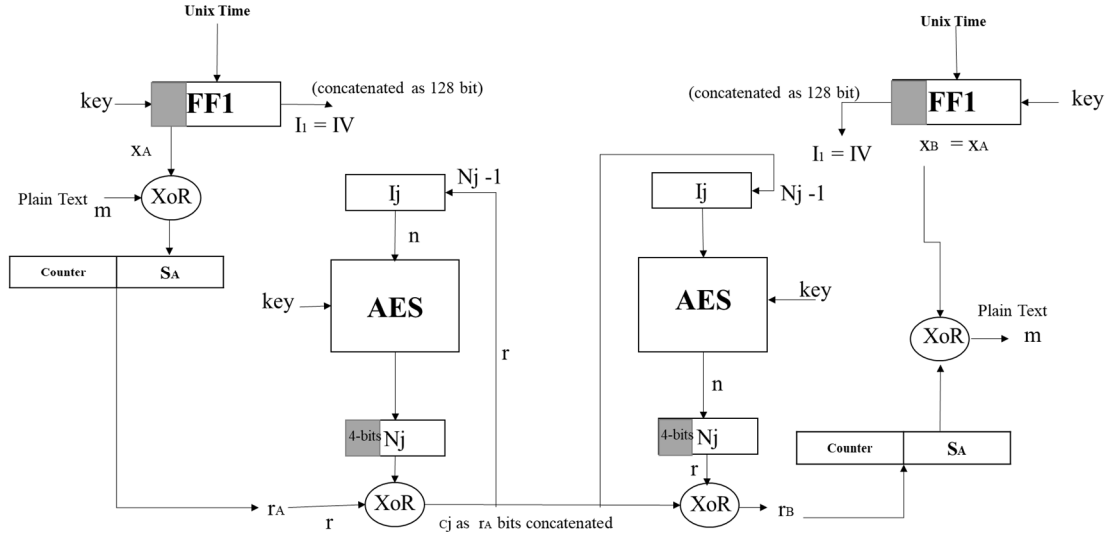 Unix Time
key
FF1
(concatenated as 128 bit)
I1 = IV
xA
Plain Text
m
XoR
Counter
SA
Ij
Nj -1
n
key
AES
r
4-bits
Nj
rA
r
XoR
Cj as rA bits concatenated
Unix Time
(concatenated as 128 bit)
FF1
key
I1 = IV
xB = xA
Ij
Nj -1
AES
key
n
4-bits
Nj
r
XoR
rB
Counter
SA
XoR
Plain Text
m